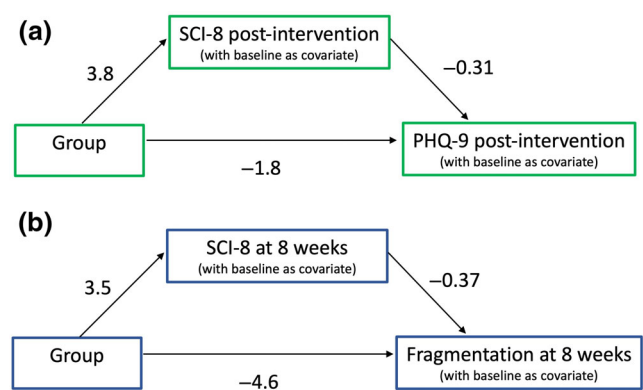 (a)
SCI-8 post-intervention
(with baseline as covariate)
3.8
−0.31
Group
PHQ-9 post-intervention
(with baseline as covariate)
−1.8
(b)
SCI-8 at 8 weeks
(with baseline as covariate)
3.5
−0.37
Group
Fragmentation at 8 weeks
(with baseline as covariate)
−4.6